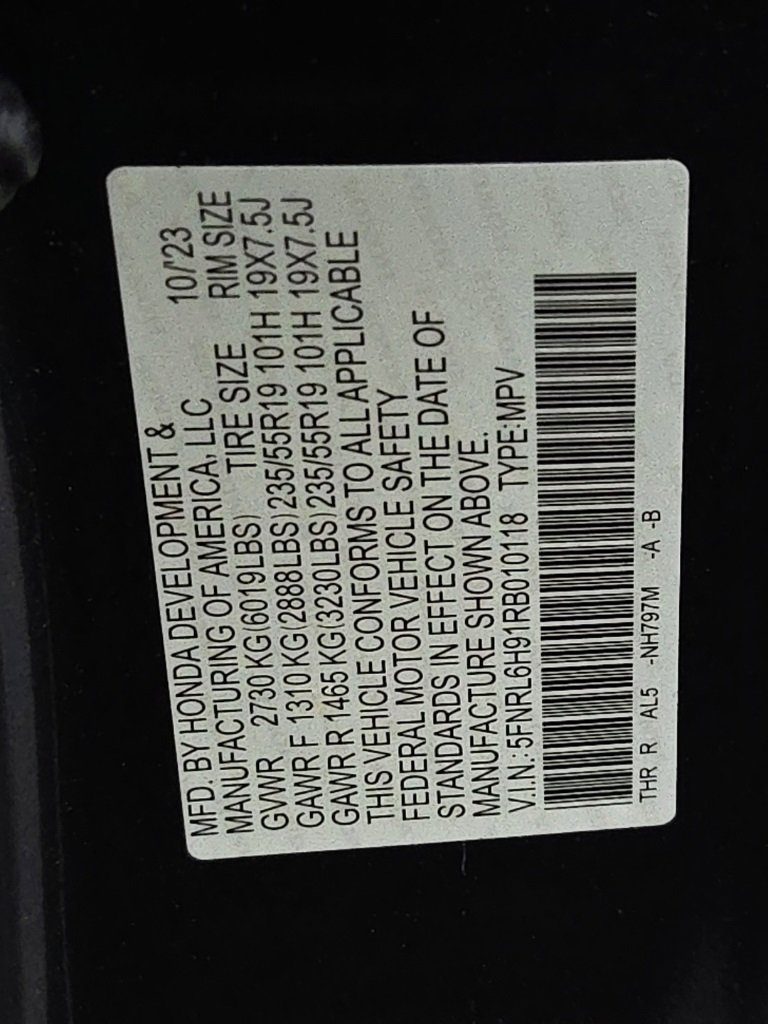 MFD. BY HONDA DEVELOPMENT & 10/'23
MANUFACTURING OF AMERICA, LLC
GVWR 2730 KG(6019LBS) TIRE SIZE RIM SIZE
GAWR F 1310 KG(2888LBS)235/55R19 101H 19X7.5J
GAWR R 1465 KG(3230LBS)235/55R19 101H 19X7.5J
THIS VEHICLE CONFORMS TO ALL APPLICABLE
FEDERAL MOTOR VEHICLE SAFETY
STANDARDS IN EFFECT ON THE DATE OF
MANUFACTURE SHOWN ABOVE.
V.I.N.: 5FNRL6H91RB010118 TYPE:MPV
THR R AL5 -NH797M -A -B